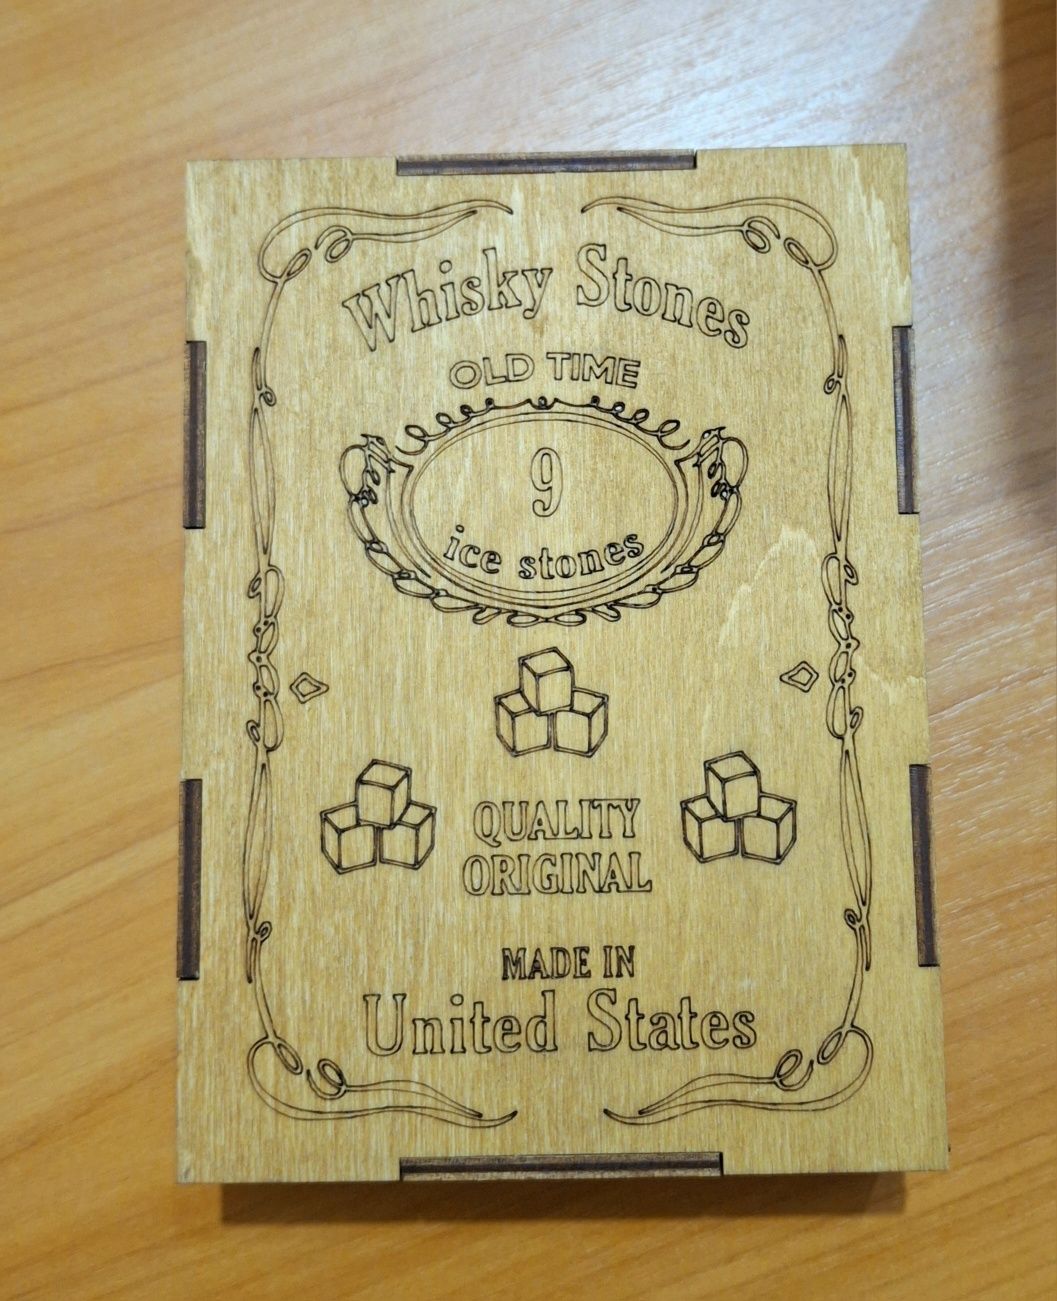 Whisky Stones
OLD TIME
9
ice stones
QUALITY
ORIGINAL
MADE IN
United States